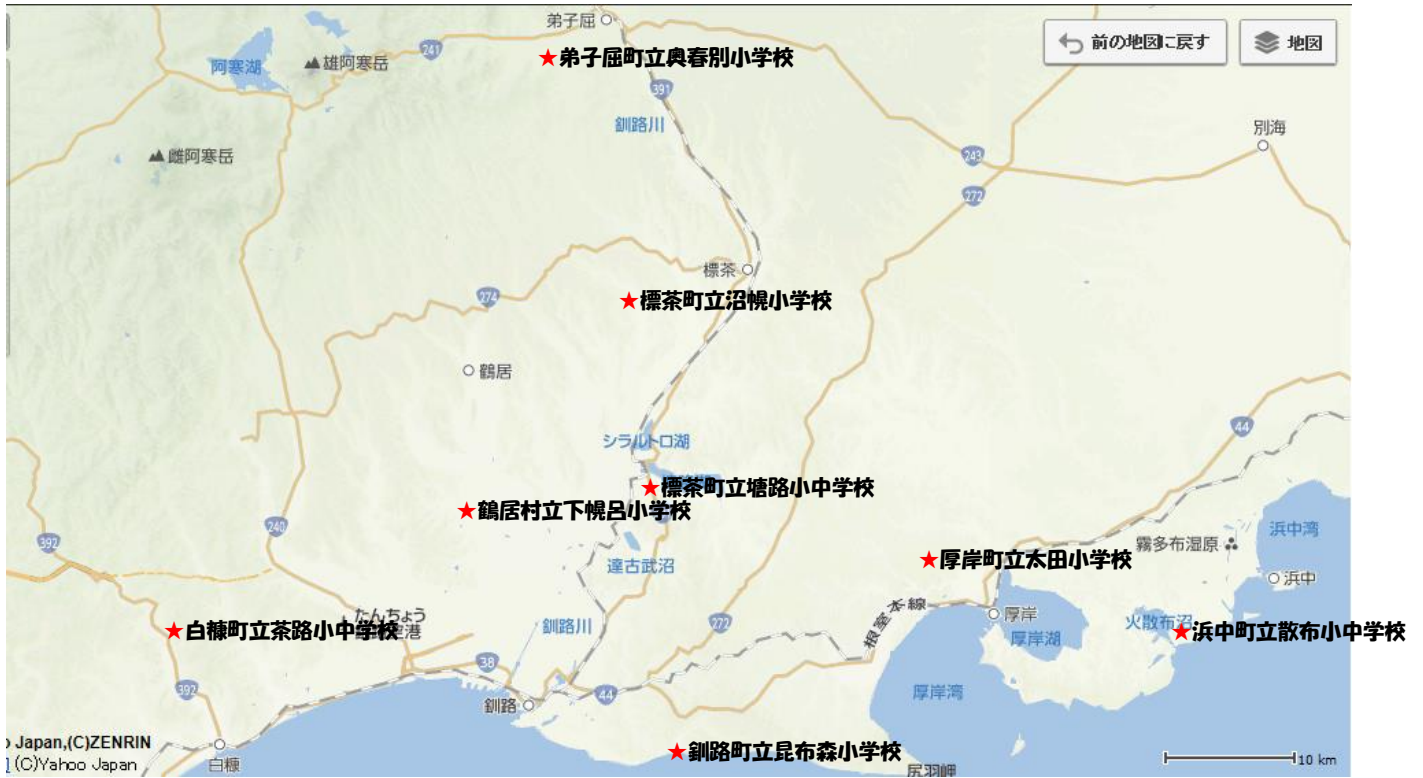 弟子屈
前の地図に戻す
地図
241
★弟子屈町立奥春別小学校
阿寒湖
雄阿寒岳
391
釧路川
別海
雌阿寒岳
243
272
標茶
274
★標茶町立沼幌小学校
鶴居
44
シラルトロ湖
★標茶町立塘路小中学校
★鶴居村立下幌呂小学校
240
浜中湾
392
霧多布湿原
★厚岸町立太田小学校
達古武沼
浜中
根室本線
厚岸
たんちょう
釧路川
272
火散布沼
★白糠町立茶路小中学校
空港
★浜中町立散布小中学校
厚岸湖
38
392
44
厚岸湾
釧路
Japan,(C)ZENRIN
★釧路町立昆布森小学校
(C)Yahoo Japan
白糠
尻羽岬
10 km